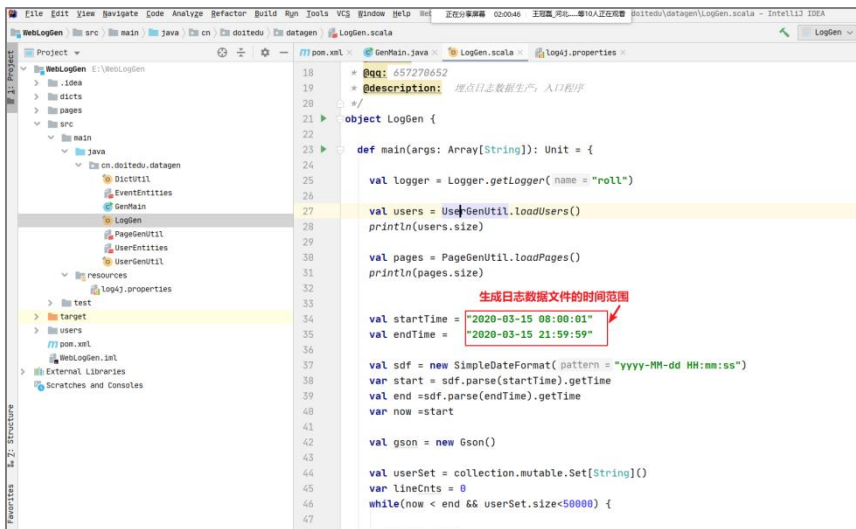 File Edit View Navigate Code Analyze Refactor Build Run Tools VCS Window Help
正在分享屏幕 02:00:46
doitedu\datagen\LogGen.scala - IntelliJ IDEA
WebLogGen src main java cn doitedu datagen LogGen.scala
LogGen
Project
pom.xml
GenMain.java
LogGen.scala
log4j.properties
1: Project
WebLogGen E:\WebLogGen
.idea
dicts
pages
src
main
java
cn.doitedu.datagen
DictUtil
EventEntities
GenMain
LogGen
PageGenUtil
UserEntities
UserGenUtil
resources
log4j.properties
test
target
users
pom.xml
WebLogGen.iml
External Libraries
Scratches and Consoles
Z: Structure
Favorites
18 * @qq: 657270652
19 * @description: 埋点日志数据生产: 入口程序
20 */
21 object LogGen {
22
23 def main(args: Array[String]): Unit = {
24
25 val logger = Logger.getLogger( name = "roll")
26
27 val users = UserGenUtil.loadUsers()
28 println(users.size)
29
30 val pages = PageGenUtil.loadPages()
31 println(pages.size)
32
生成日志数据文件的时间范围
33
34 val startTime = "2020-03-15 08:00:01"
35 val endTime = "2020-03-15 21:59:59"
36
37 val sdf = new SimpleDateFormat( pattern = "yyyy-MM-dd HH:mm:ss")
38 var start = sdf.parse(startTime).getTime
39 val end =sdf.parse(endTime).getTime
40 var now =start
41
42 val gson = new Gson()
43
44 val userSet = collection.mutable.Set[String]()
45 var lineCnts = 0
46 while(now < end && userSet.size<50000) {
47